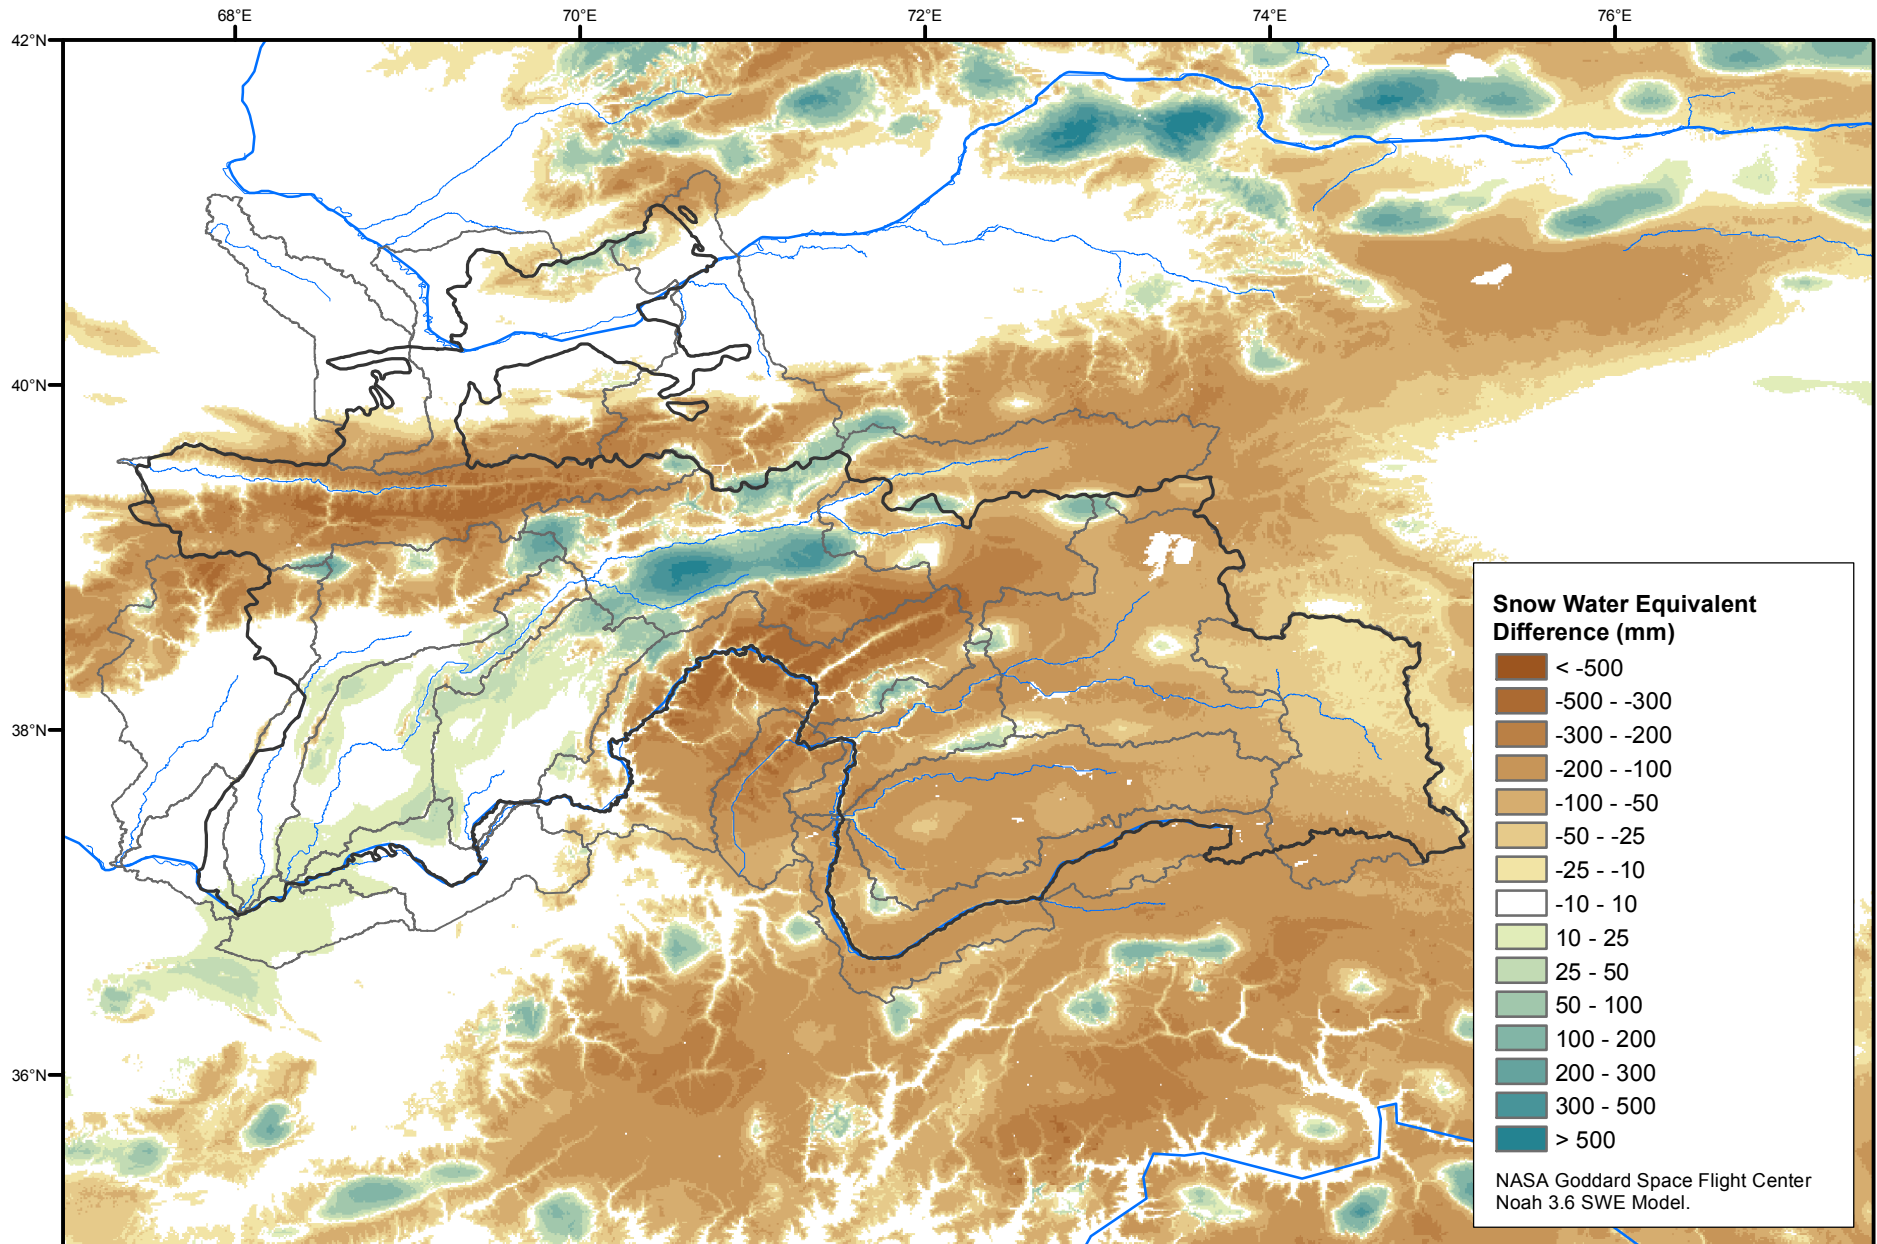 68°E 70°E 72°E 74°E 76°E
42°N
40°N
38°N
36°N
Snow Water Equivalent
Difference (mm)
< -500
-500 - -300
-300 - -200
-200 - -100
-100 - -50
-50 - -25
-25 - -10
-10 - 10
10 - 25
25 - 50
50 - 100
100 - 200
200 - 300
300 - 500
> 500
NASA Goddard Space Flight Center
Noah 3.6 SWE Model.